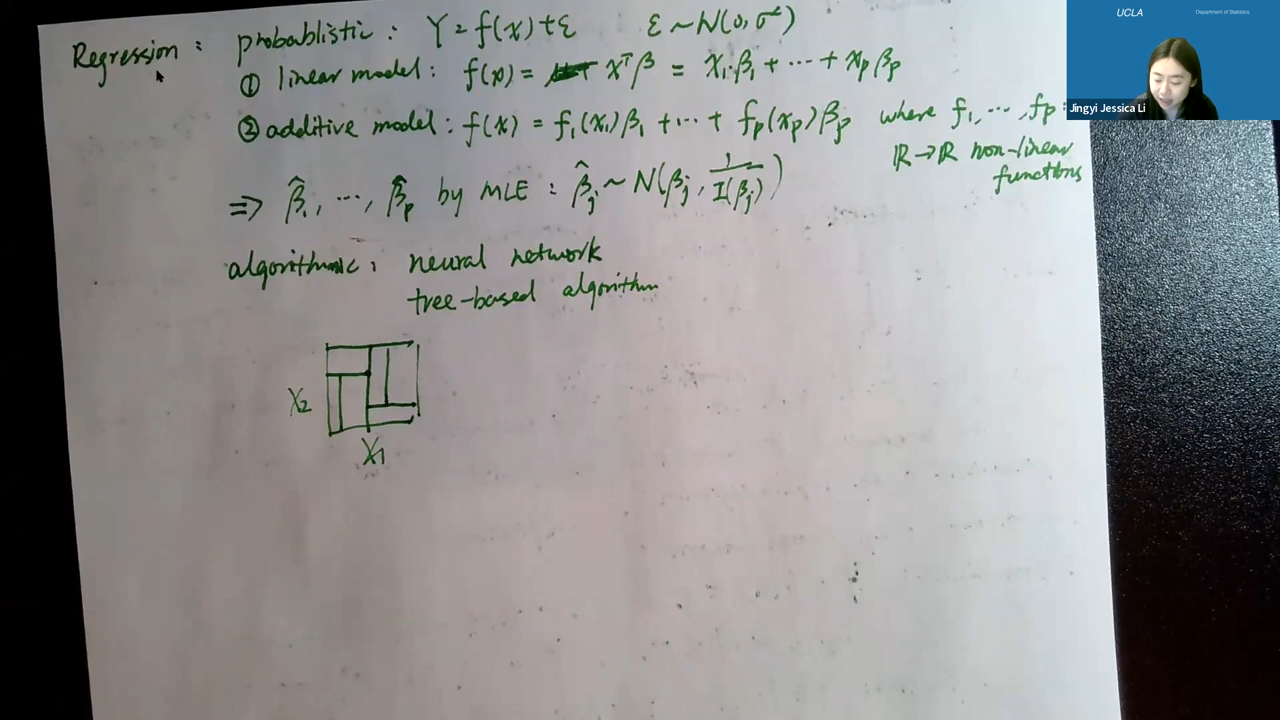 UCLA
Department of Statistics
Jingyi Jessica Li
Regression : probablistic : Y = f(x) + ε ε ~ N(0, σ²)
① linear model : f(x) = xᵀβ = x₁β₁ + ⋯ + xₚβₚ
② additive model : f(x) = f₁(x₁)β₁ + ⋯ + fₚ(xₚ)βₚ where f₁, ⋯, fₚ :
ℝ→ℝ non-linear
functions
⇒ β̂₁, ⋯, β̂ₚ by MLE : β̂ⱼ ~ N(βⱼ, 1/I(βⱼ))
algorithmic : neural network
tree-based algorithm
X₂
X₁